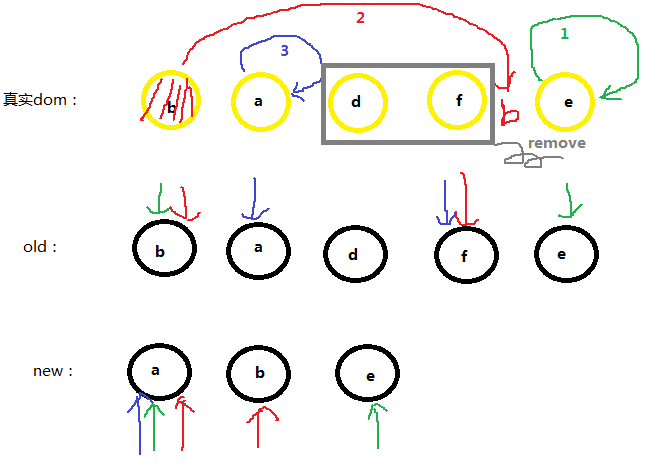 2
3
1
真实dom：
b a d f b e
remove
old：
b a d f e
new：
a b e